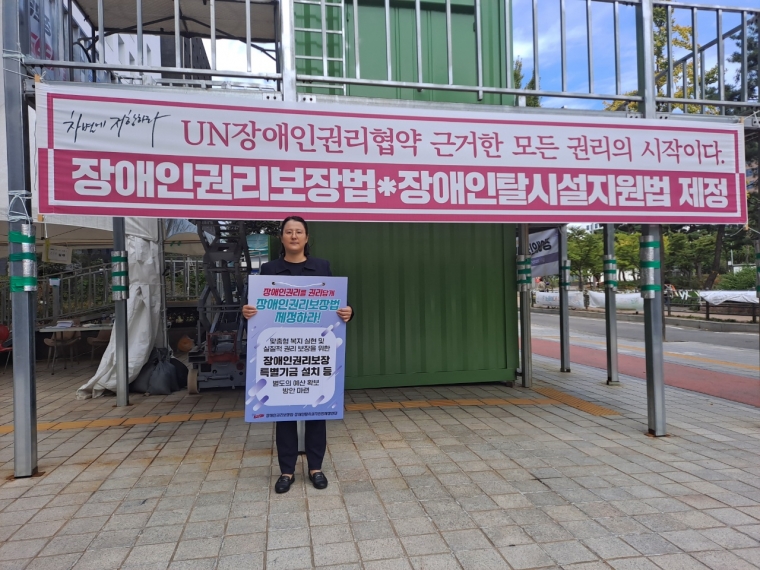 차별에 저항하라
UN장애인권리협약 근거한 모든 권리의 시작이다.
장애인권리보장법*장애인탈시설지원법 제정
장애인권리를 권리답게
장애인권리보장법
제정하라!
맞춤형 복지 실현 및
실질적 권리 보장을 위한
장애인권리보장
특별기금 설치 등
별도의 예산 확보
방안 마련